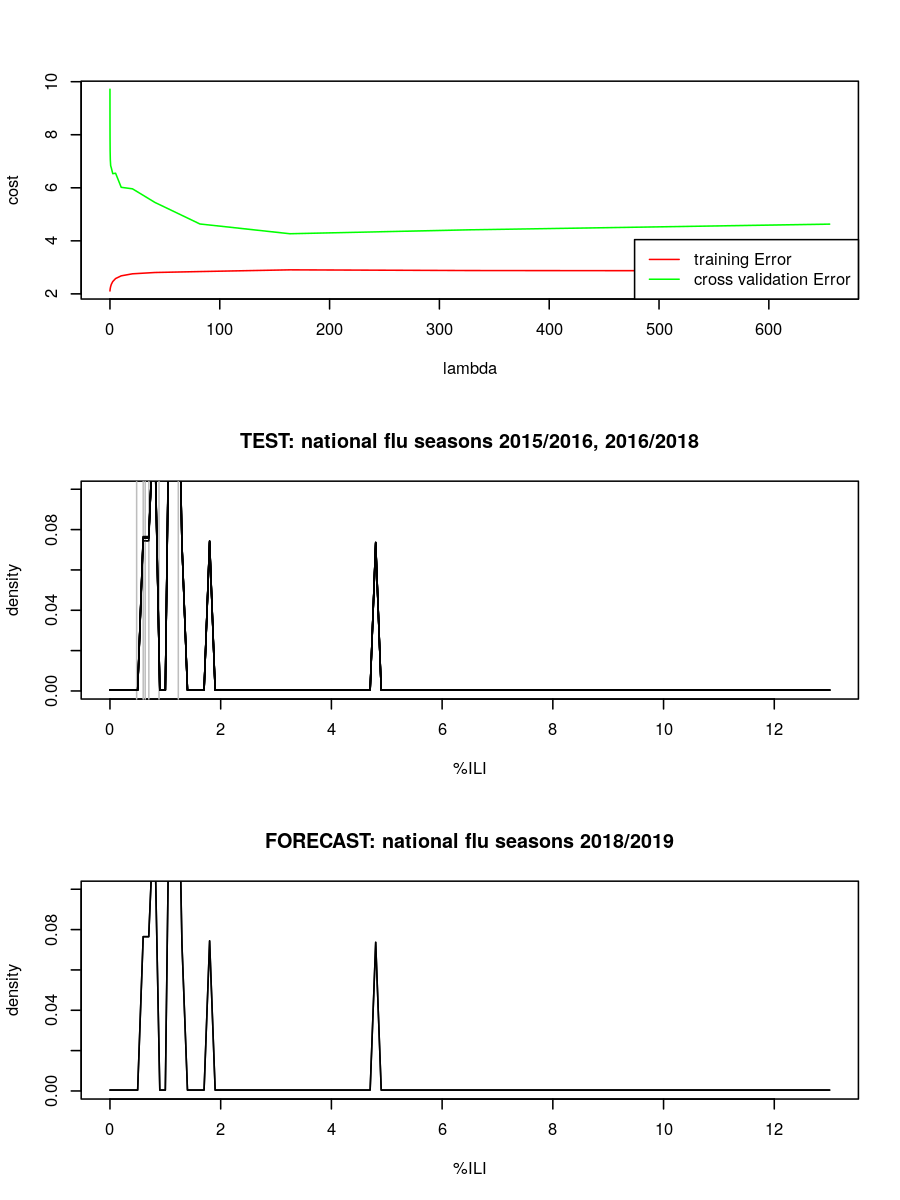 10
8
6
4
2
cost
training Error
cross validation Error
0 100 200 300 400 500 600
lambda
TEST: national flu seasons 2015/2016, 2016/2018
0.08
0.04
0.00
density
0 2 4 6 8 10 12
%ILI
FORECAST: national flu seasons 2018/2019
0.08
0.04
0.00
density
0 2 4 6 8 10 12
%ILI